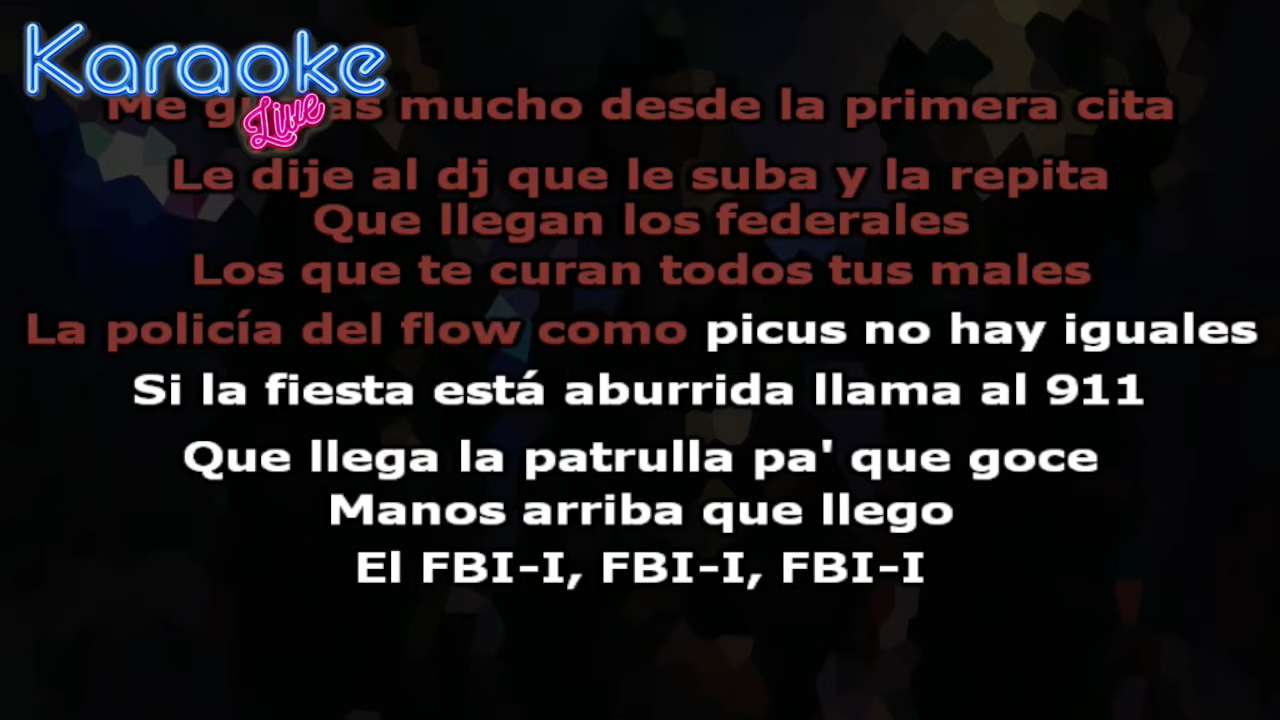 Karaoke
Live
Me mucho desde la primera cita
Le dije al dj que le suba y la repita
Que llegan los federales
Los que te curan todos tus males
La policía del flow como picus no hay iguales
Si la fiesta está aburrida llama al 911
Que llega la patrulla pa' que goce
Manos arriba que llego
El FBI-I, FBI-I, FBI-I